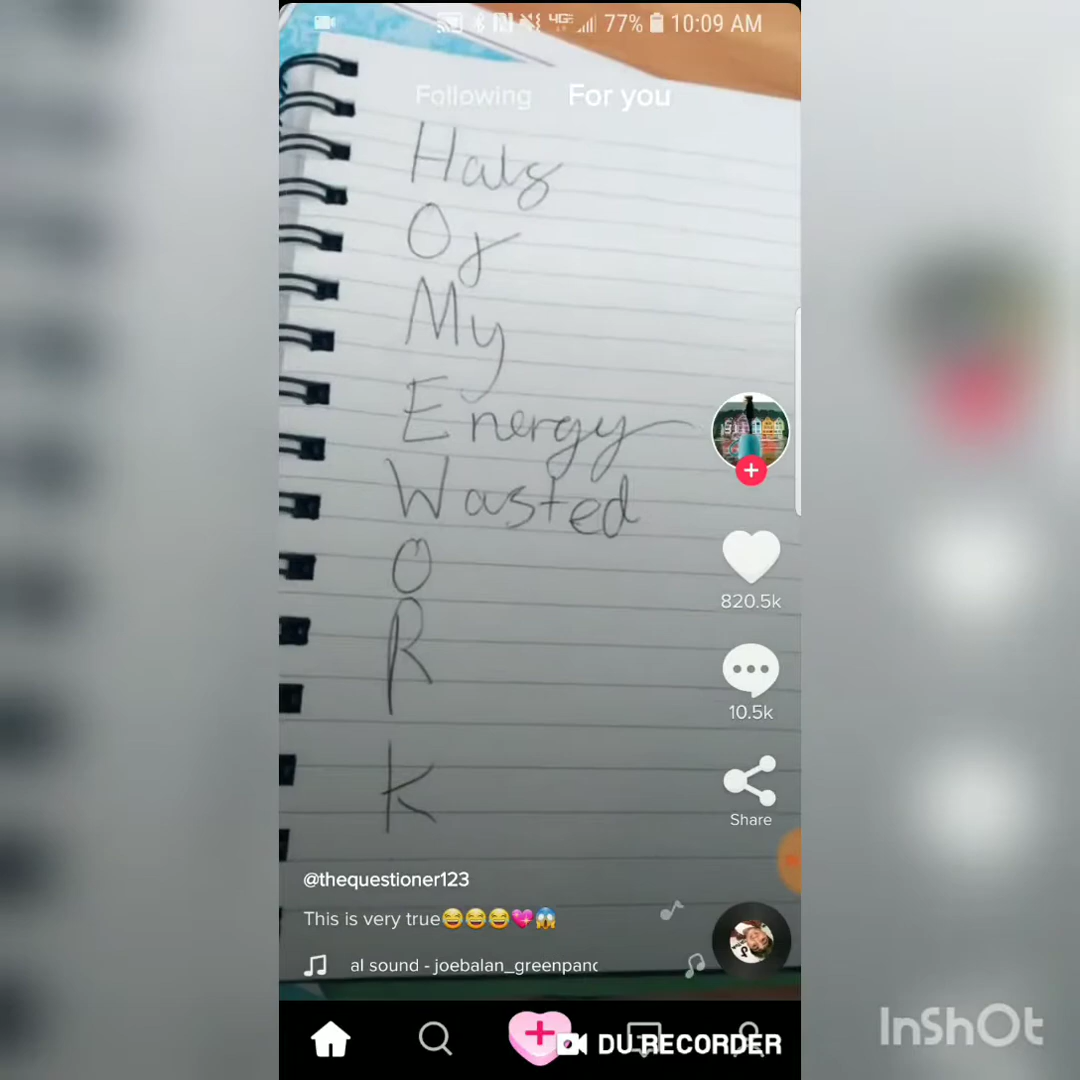 77% 10:09 AM
Following For you
Half
Of
My
Energy
Wasted
O
R
K
820.5k
10.5k
Share
@thequestioner123
This is very true😆😆😆💖😱
al sound - joebalan_greenpanc
DU RECORDER
InShOt